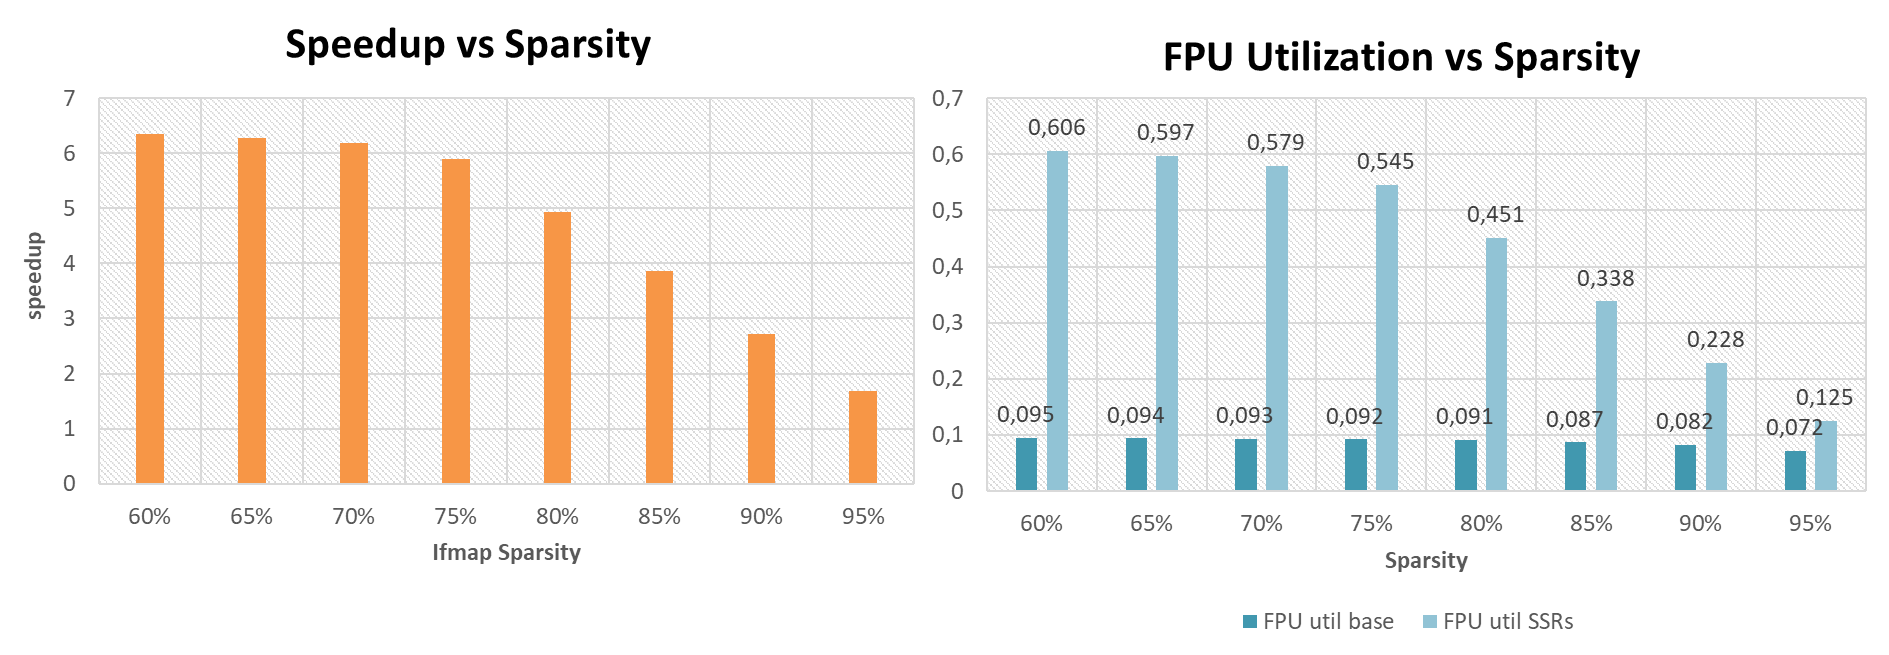 Speedup vs Sparsity
7
6
5
4
3
2
1
0
speedup
60% 65% 70% 75% 80% 85% 90% 95%
Ifmap Sparsity
FPU Utilization vs Sparsity
0,7
0,6
0,5
0,4
0,3
0,2
0,1
0
0,606
0,597
0,579
0,545
0,451
0,338
0,228
0,125
0,095 0,094 0,093 0,092 0,091 0,087 0,082 0,072
60% 65% 70% 75% 80% 85% 90% 95%
Sparsity
FPU util base FPU util SSRs